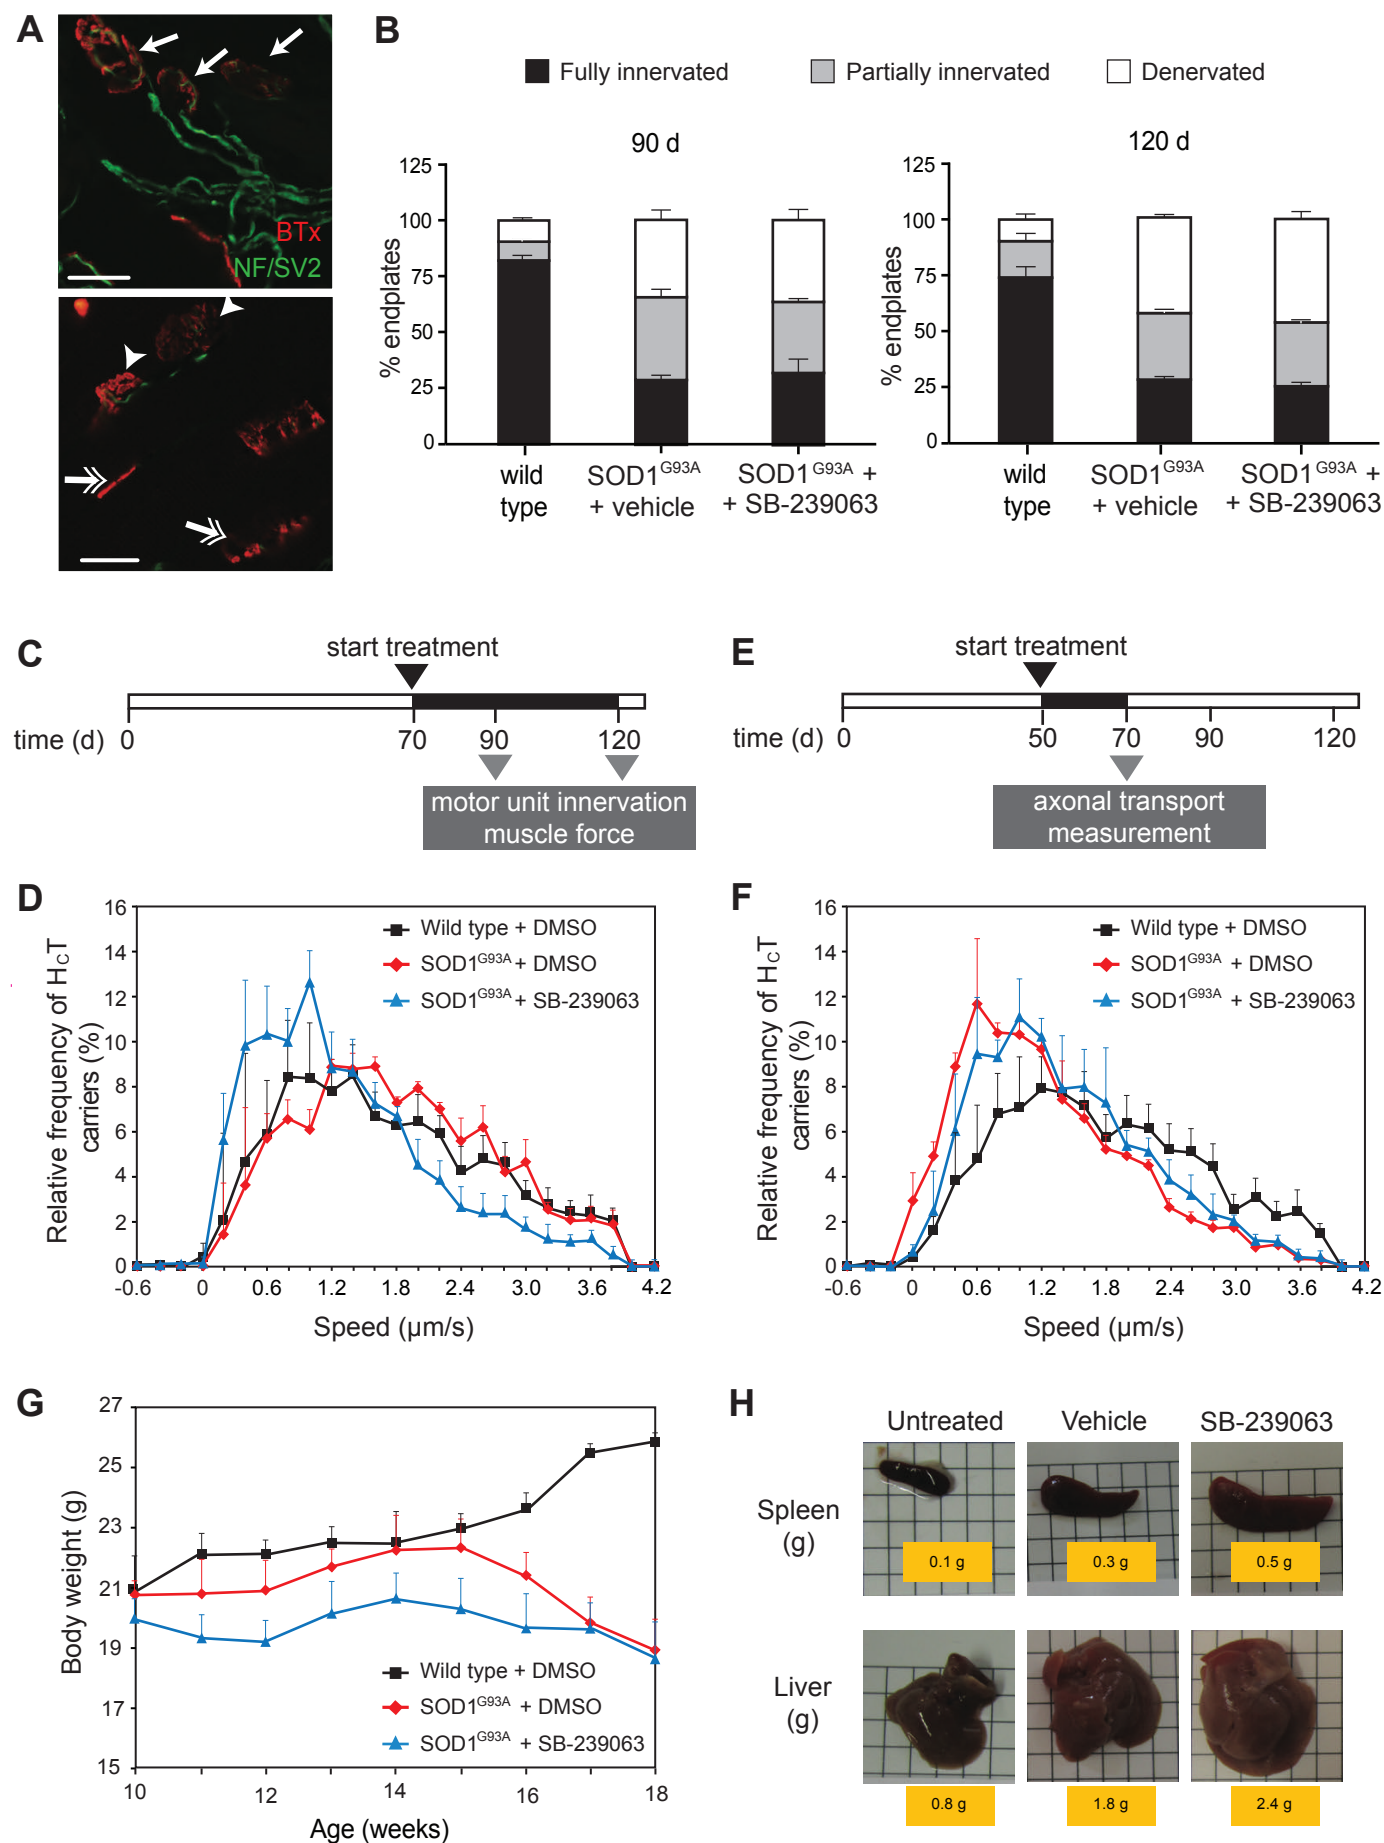 A
BTx
NF/SV2
B
Fully innervated
Partially innervated
Denervated
90 d
125
100
75
50
25
0
% endplates
wild
type
SOD1G93A
+ vehicle
SOD1G93A +
+ SB-239063
120 d
125
100
75
50
25
0
% endplates
wild
type
SOD1G93A
+ vehicle
SOD1G93A +
+ SB-239063
C
start treatment
time (d) 0 70 90 120
motor unit innervation
muscle force
E
start treatment
time (d) 0 50 70 90 120
axonal transport
measurement
D
Relative frequency of HCT
carriers (%)
16
14
12
10
8
6
4
2
0
Wild type + DMSO
SOD1G93A + DMSO
SOD1G93A + SB-239063
-0.6 0 0.6 1.2 1.8 2.4 3.0 3.6 4.2
Speed (µm/s)
F
Relative frequency of HCT
carriers (%)
16
14
12
10
8
6
4
2
0
Wild type + DMSO
SOD1G93A + DMSO
SOD1G93A + SB-239063
-0.6 0 0.6 1.2 1.8 2.4 3.0 3.6 4.2
Speed (µm/s)
G
Body weight (g)
27
25
23
21
19
17
15
Wild type + DMSO
SOD1G93A + DMSO
SOD1G93A + SB-239063
10 12 14 16 18
Age (weeks)
H
Untreated Vehicle SB-239063
Spleen
(g)
0.1 g 0.3 g 0.5 g
Liver
(g)
0.8 g 1.8 g 2.4 g